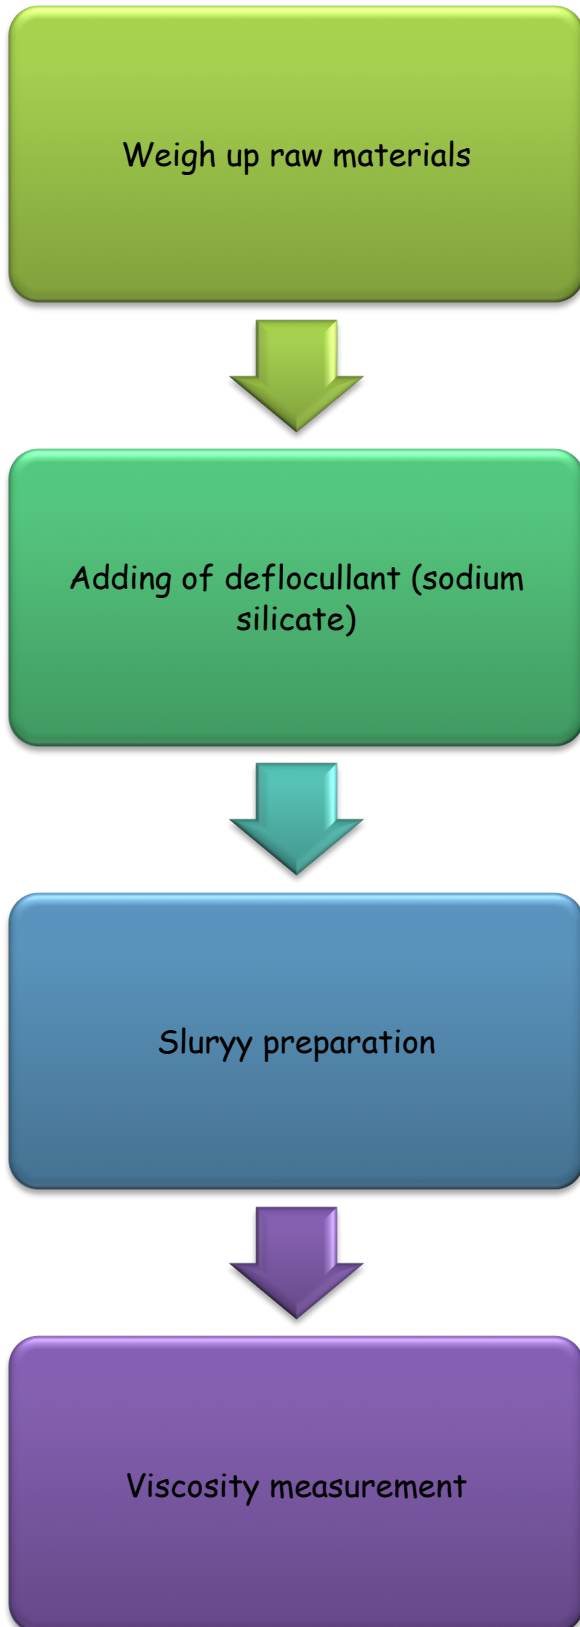 Weigh up raw materials
Adding of deflocullant (sodium
silicate)
Sluryy preparation
Viscosity measurement